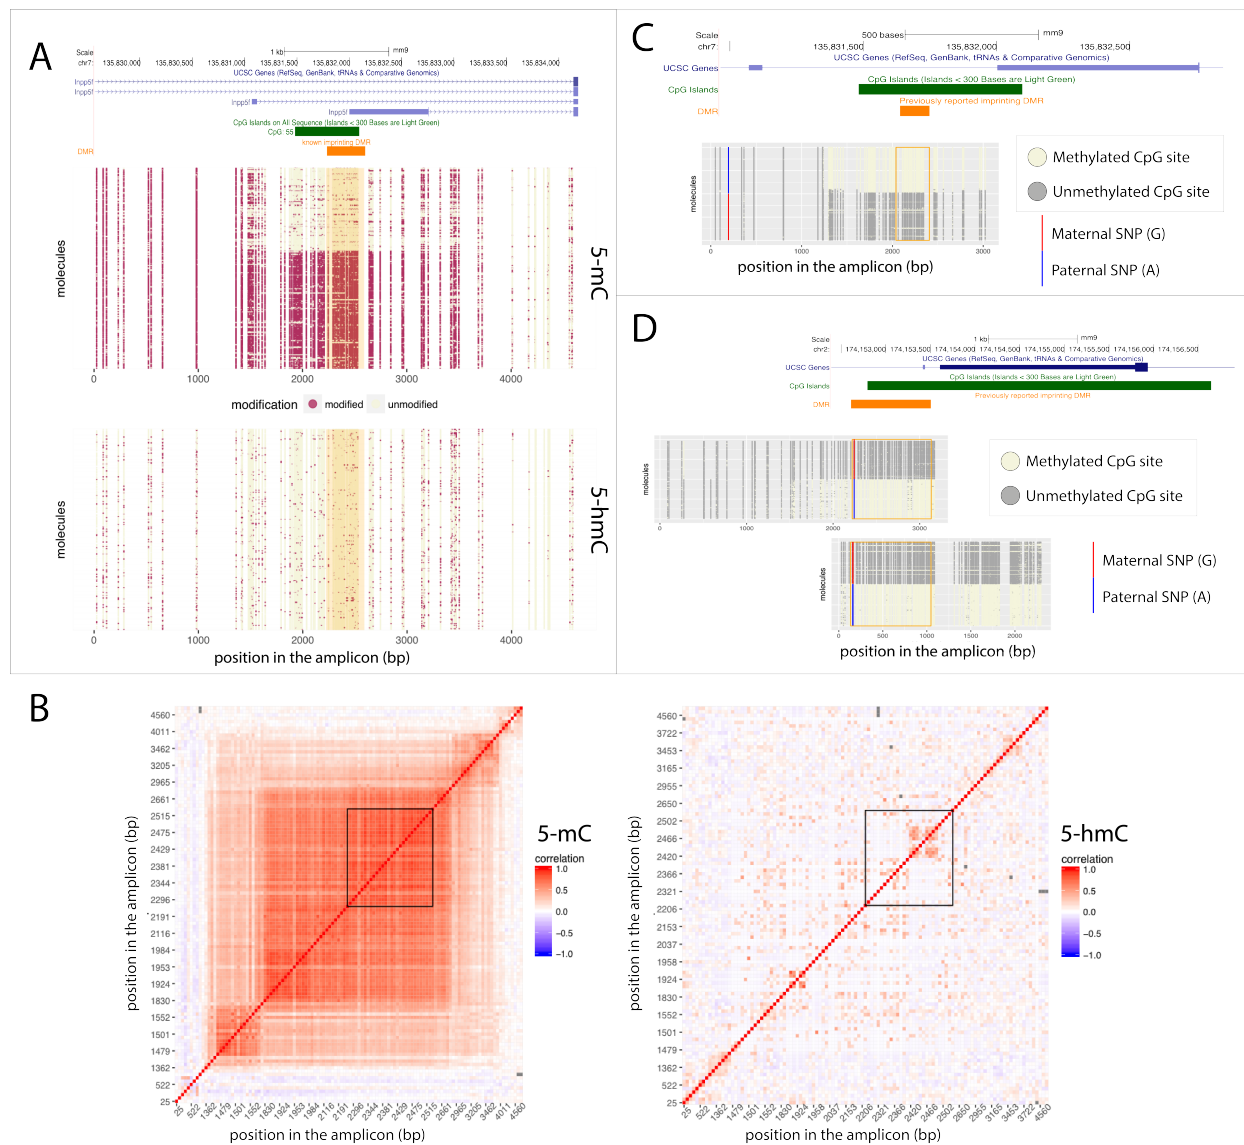 A
Scale
1 kb
mm9
chr7:
135,830,000
135,830,500
135,831,000
135,831,500
135,832,000
135,832,500
135,833,000
135,833,500
135,834,000
UCSC Genes (RefSeq, GenBank, tRNAs & Comparative Genomics)
Inpp5f
Inpp5f
Inpp5f
Inpp5f
CpG Islands on All Sequence (Islands < 300 Bases are Light Green)
CpG: 55
known imprinting DMR
DMR
molecules
5-mC
0 1000 2000 3000 4000
modification modified unmodified
molecules
5-hmC
0 1000 2000 3000 4000
position in the amplicon (bp)
C
Scale
500 bases
mm9
chr7:
135,831,500
135,832,000
135,832,500
UCSC Genes (RefSeq, GenBank, tRNAs & Comparative Genomics)
UCSC Genes
CpG Islands (Islands < 300 Bases are Light Green)
CpG Islands
Previously reported imprinting DMR
DMR
molecules
0 1000 2000 3000
position in the amplicon (bp)
Methylated CpG site
Unmethylated CpG site
Maternal SNP (G)
Paternal SNP (A)
D
Scale
1 kb
mm9
chr2:
174,153,000
174,153,500
174,154,000
174,154,500
174,155,000
174,155,500
174,156,000
174,156,500
UCSC Genes (RefSeq, GenBank, tRNAs & Comparative Genomics)
UCSC Genes
CpG Islands (Islands < 300 Bases are Light Green)
CpG Islands
Previously reported imprinting DMR
DMR
molecules
0 1000 2000 3000
Methylated CpG site
Unmethylated CpG site
molecules
0 500 1000 1500 2000
position in the amplicon (bp)
Maternal SNP (G)
Paternal SNP (A)
B
position in the amplicon (bp)
4560
4011
3462
3205
2965
2661
2515
2475
2429
2381
2344
2296
2191
2116
1984
1953
1924
1830
1552
1501
1479
1362
522
25
25 522 1362 1479 1501 1552 1830 1924 1953 1984 2116 2191 2296 2344 2381 2429 2475 2515 2661 2965 3205 3462 4011 4560
position in the amplicon (bp)
5-mC
correlation
1.0
0.5
0.0
−0.5
−1.0
position in the amplicon (bp)
4560
3722
3453
3165
2955
2650
2502
2466
2420
2366
2321
2206
2153
2037
1958
1924
1830
1552
1501
1479
1362
522
25
25 522 1362 1479 1501 1552 1830 1924 1958 2037 2153 2206 2321 2366 2420 2466 2502 2650 2955 3165 3453 3722 4560
position in the amplicon (bp)
5-hmC
correlation
1.0
0.5
0.0
−0.5
−1.0